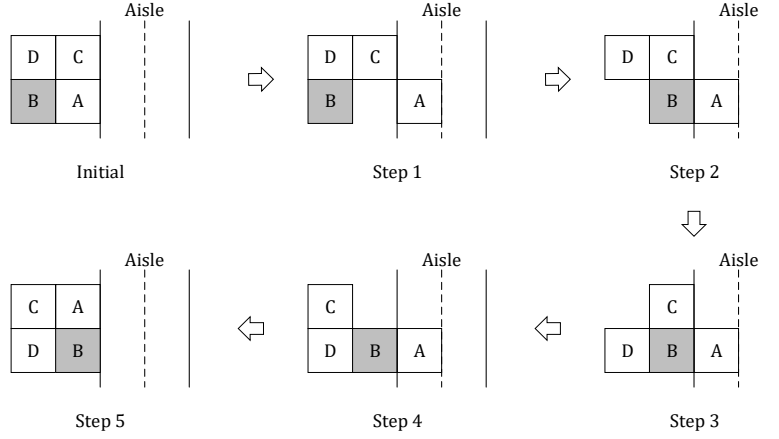 Aisle Aisle Aisle
D C D C D C
B A B A B A
Initial Step 1 Step 2
Aisle Aisle Aisle
C A C C
D B D B A D B A
Step 5 Step 4 Step 3